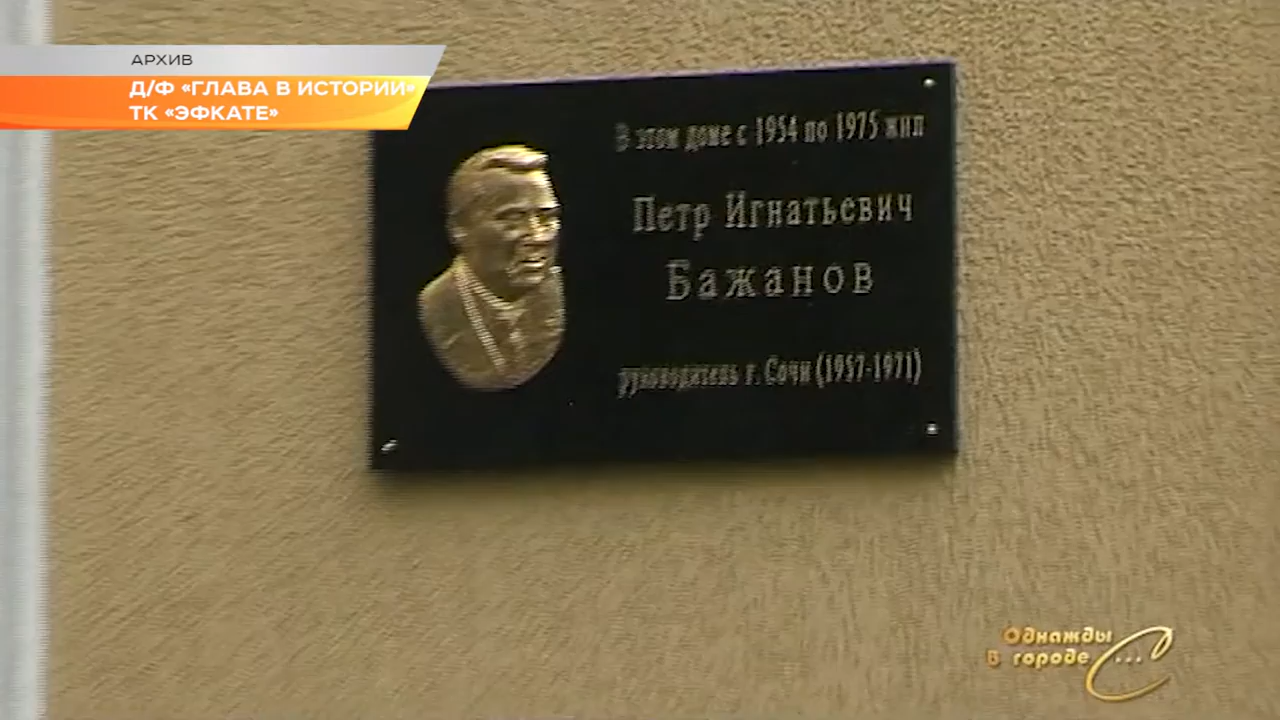 АРХИВ
Д/Ф «ГЛАВА В ИСТОРИИ»
ТК «ЭФКАТЕ»
В этом доме с 1954 по 1975 жил
Петр Игнатьевич
Бажанов
руководитель г. Сочи (1957-1971)
Однажды
в городе
...С